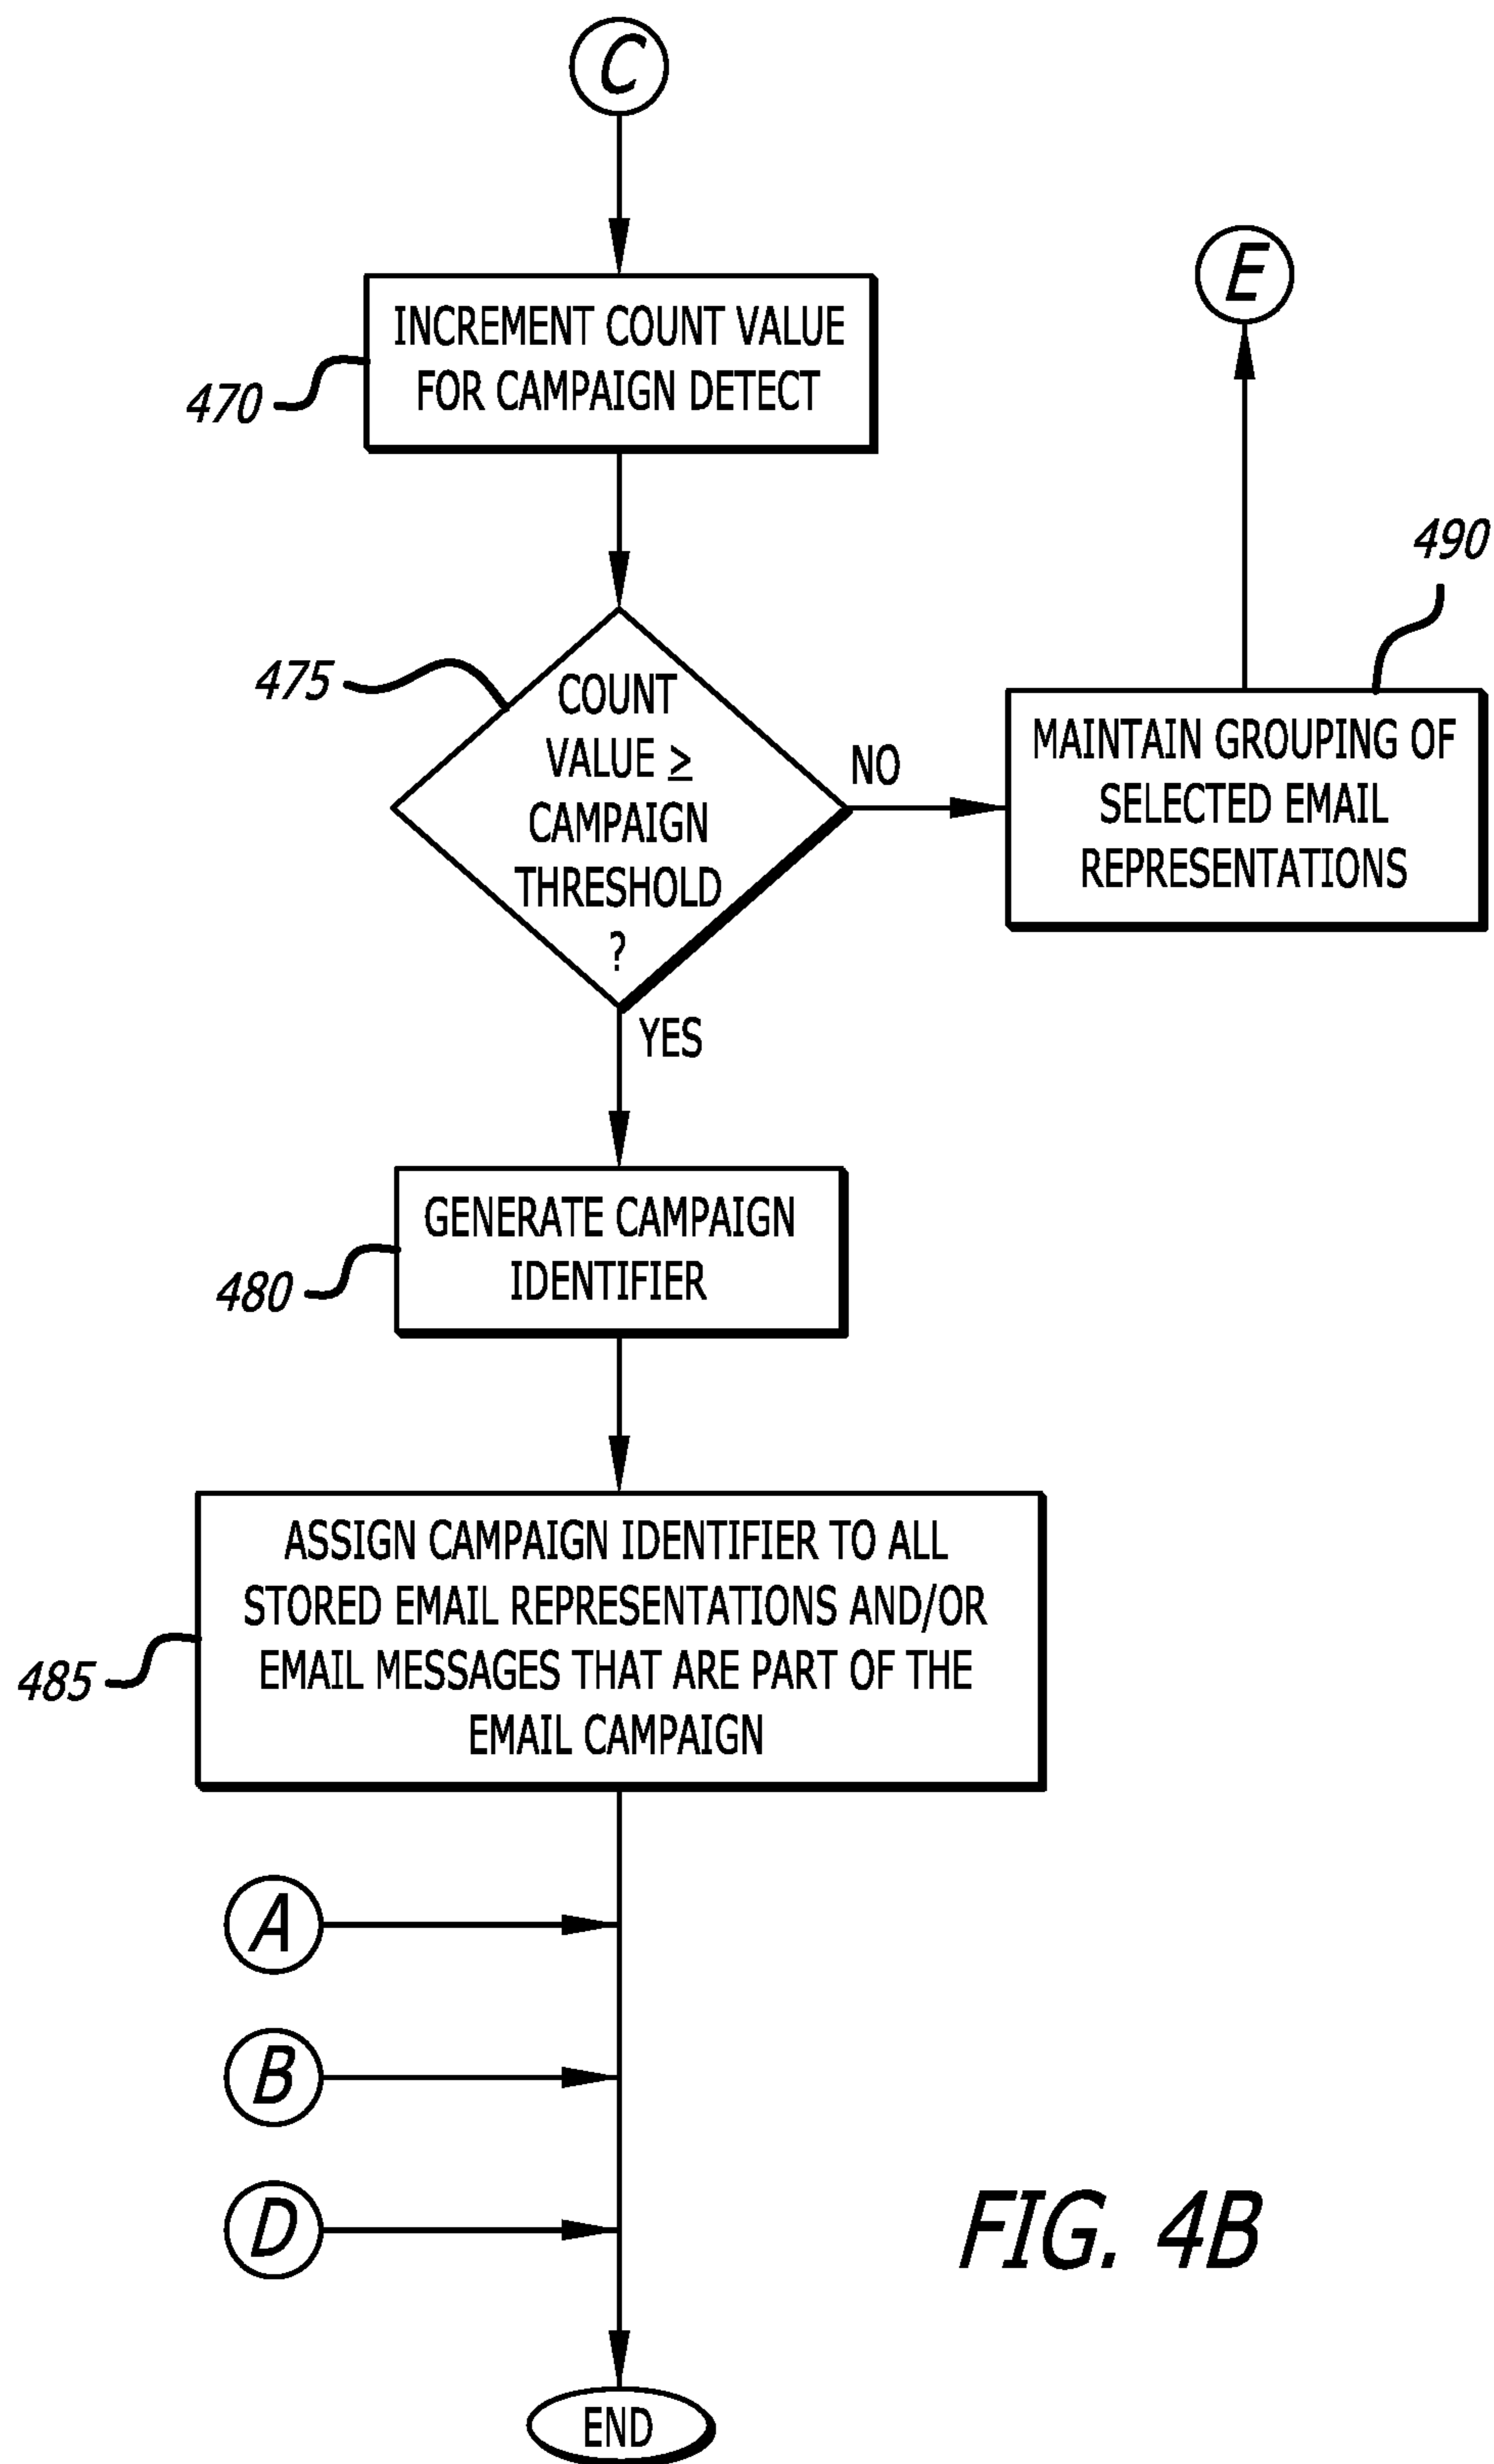 C
INCREMENT COUNT VALUE
FOR CAMPAIGN DETECT
470
E
490
475
COUNT
VALUE ≥
CAMPAIGN
THRESHOLD
?
NO
MAINTAIN GROUPING OF
SELECTED EMAIL
REPRESENTATIONS
YES
GENERATE CAMPAIGN
IDENTIFIER
480
ASSIGN CAMPAIGN IDENTIFIER TO ALL
STORED EMAIL REPRESENTATIONS AND/OR
EMAIL MESSAGES THAT ARE PART OF THE
EMAIL CAMPAIGN
485
A
B
D
FIG. 4B
END